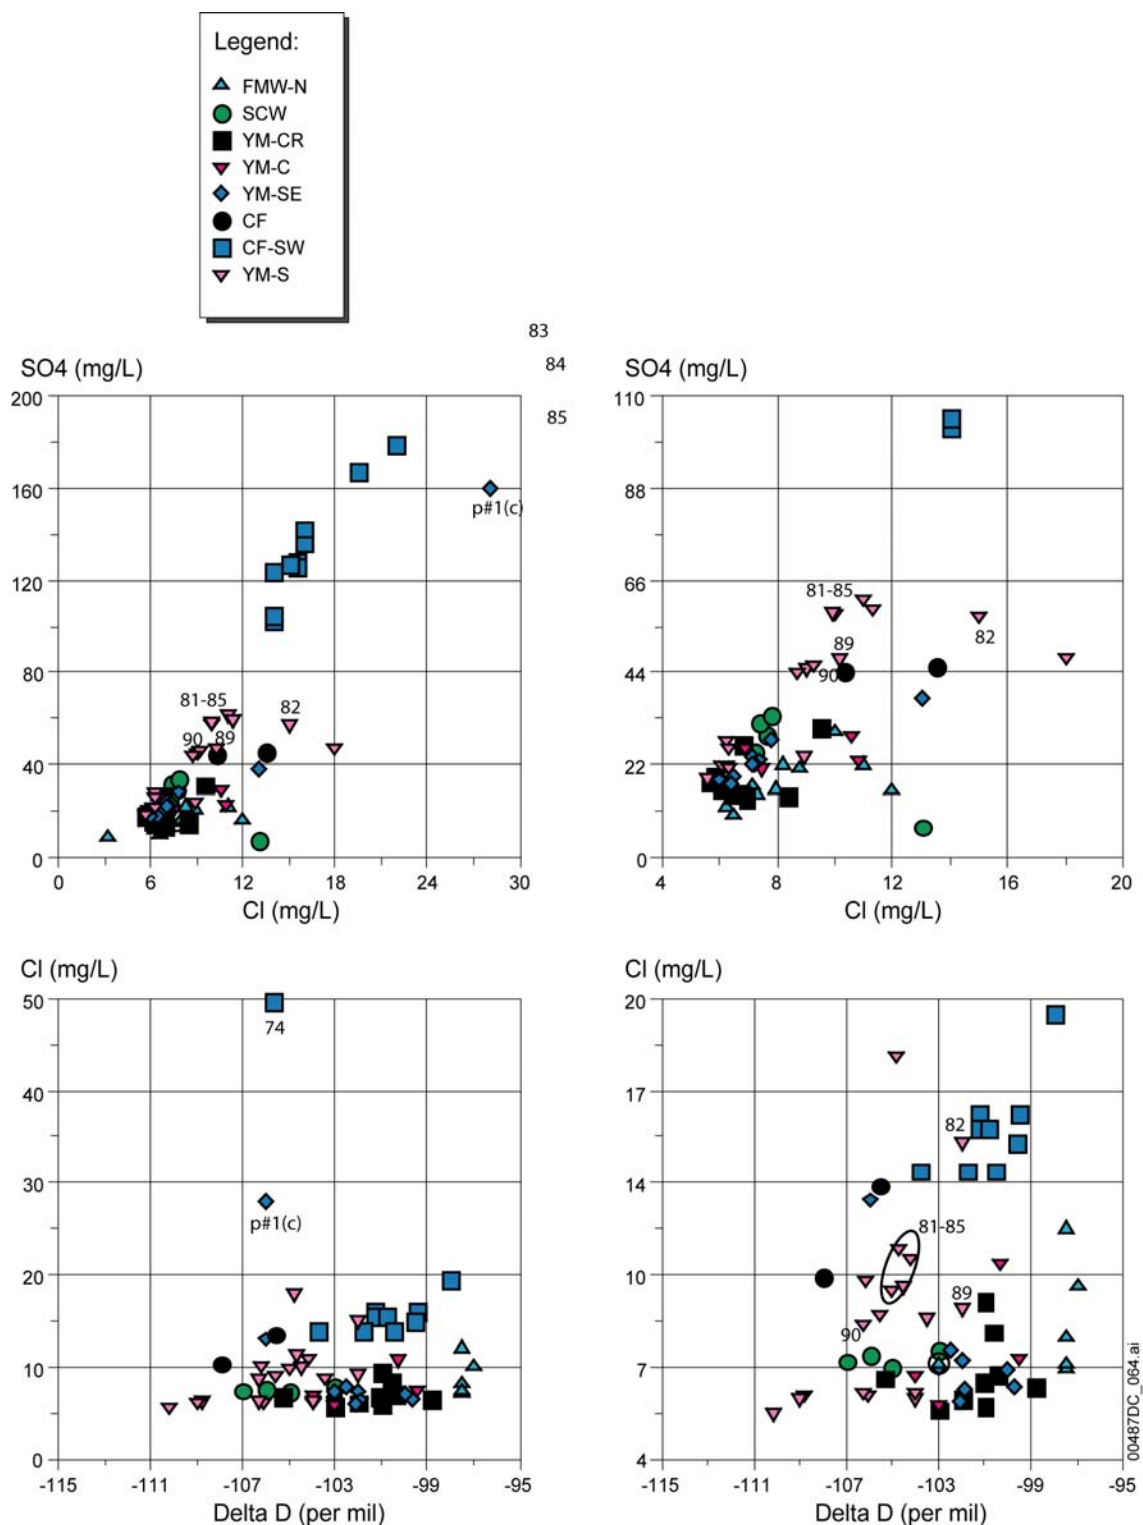 Legend:
FMW-N
SCW
YM-CR
YM-C
YM-SE
CF
CF-SW
YM-S
83
84
85
SO4 (mg/L)
200
160
120
80
40
0
p#1(c)
81-85
82
90
89
0 6 12 18 24 30
Cl (mg/L)
SO4 (mg/L)
110
88
66
44
22
0
81-85
82
89
90
4 8 12 16 20
Cl (mg/L)
Cl (mg/L)
50
40
30
20
10
0
74
p#1(c)
-115 -111 -107 -103 -99 -95
Delta D (per mil)
Cl (mg/L)
20
17
14
10
7
4
82
81-85
89
90
-115 -111 -107 -103 -99 -95
Delta D (per mil)
00487DC_064.ai